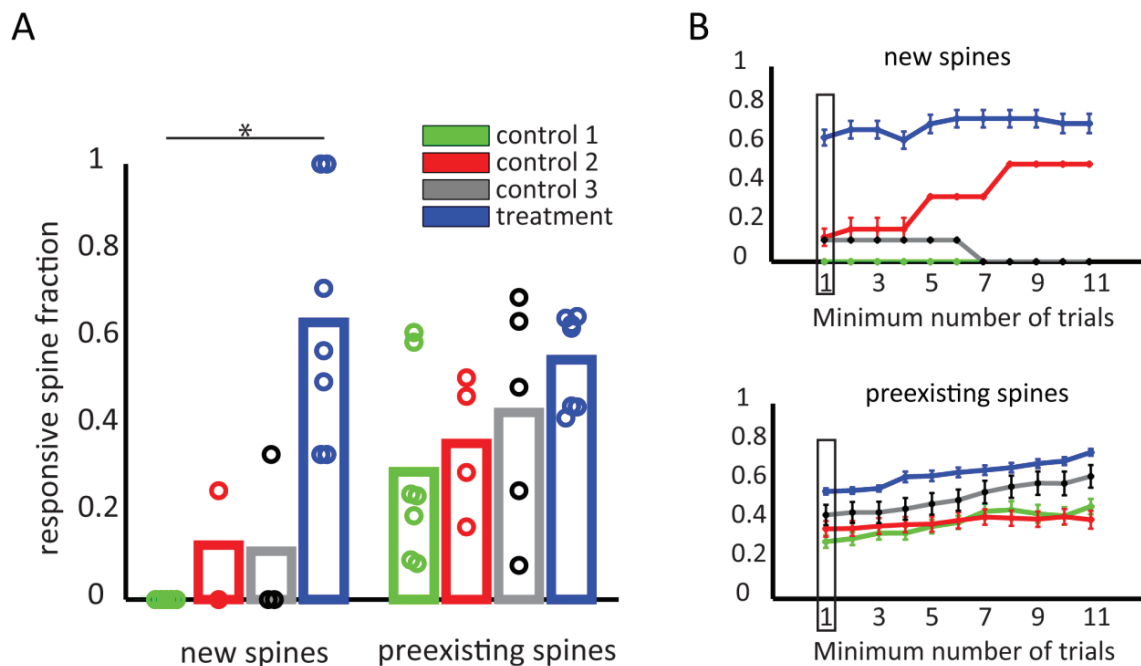 A
*
control 1
control 2
control 3
treatment
responsive spine fraction
1
0.8
0.6
0.4
0.2
0
new spines
preexisting spines
B
new spines
1
0.8
0.6
0.4
0.2
0
1 3 5 7 9 11
Minimum number of trials
preexisting spines
1
0.8
0.6
0.4
0.2
0
1 3 5 7 9 11
Minimum number of trials